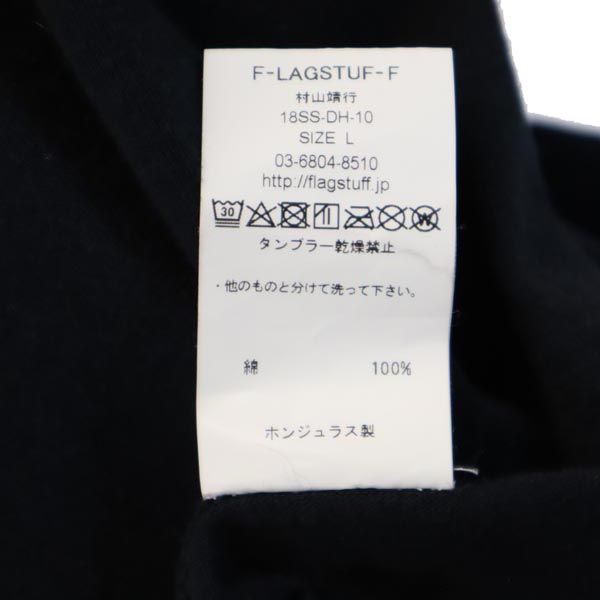 F-LAGSTUF-F
村山靖行
18SS-DH-10
SIZE L
03-6804-8510
http://flagstuff.jp
30 W
タンブラー乾燥禁止
・他のものと分けて洗って下さい。
綿 100%
ホンジュラス製